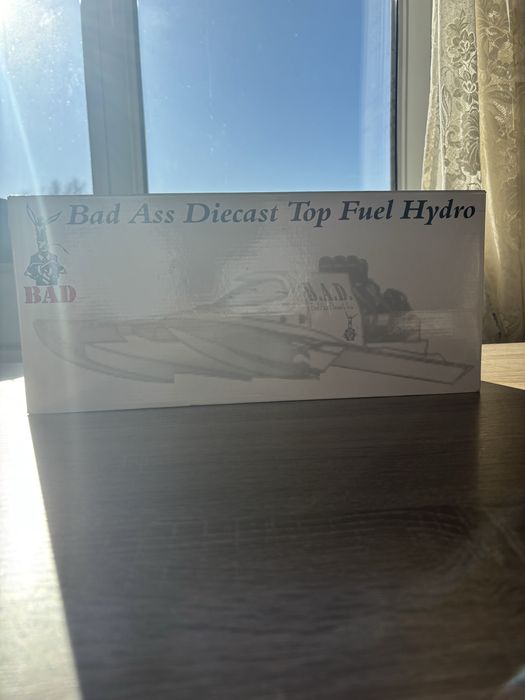 Bad Ass Diecast Top Fuel Hydro
BAD
B.A.D.